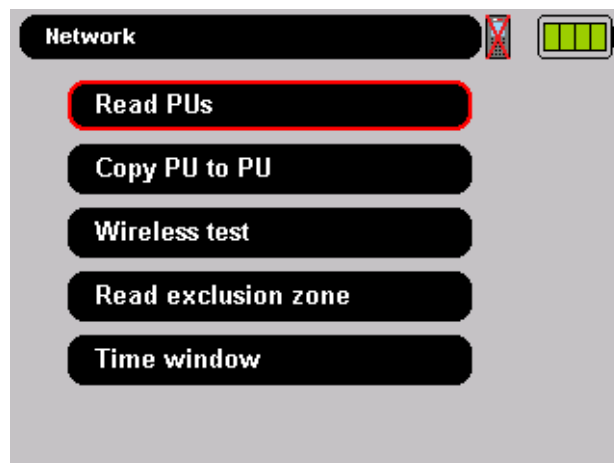 Network
Read PUs
Copy PU to PU
Wireless test
Read exclusion zone
Time window